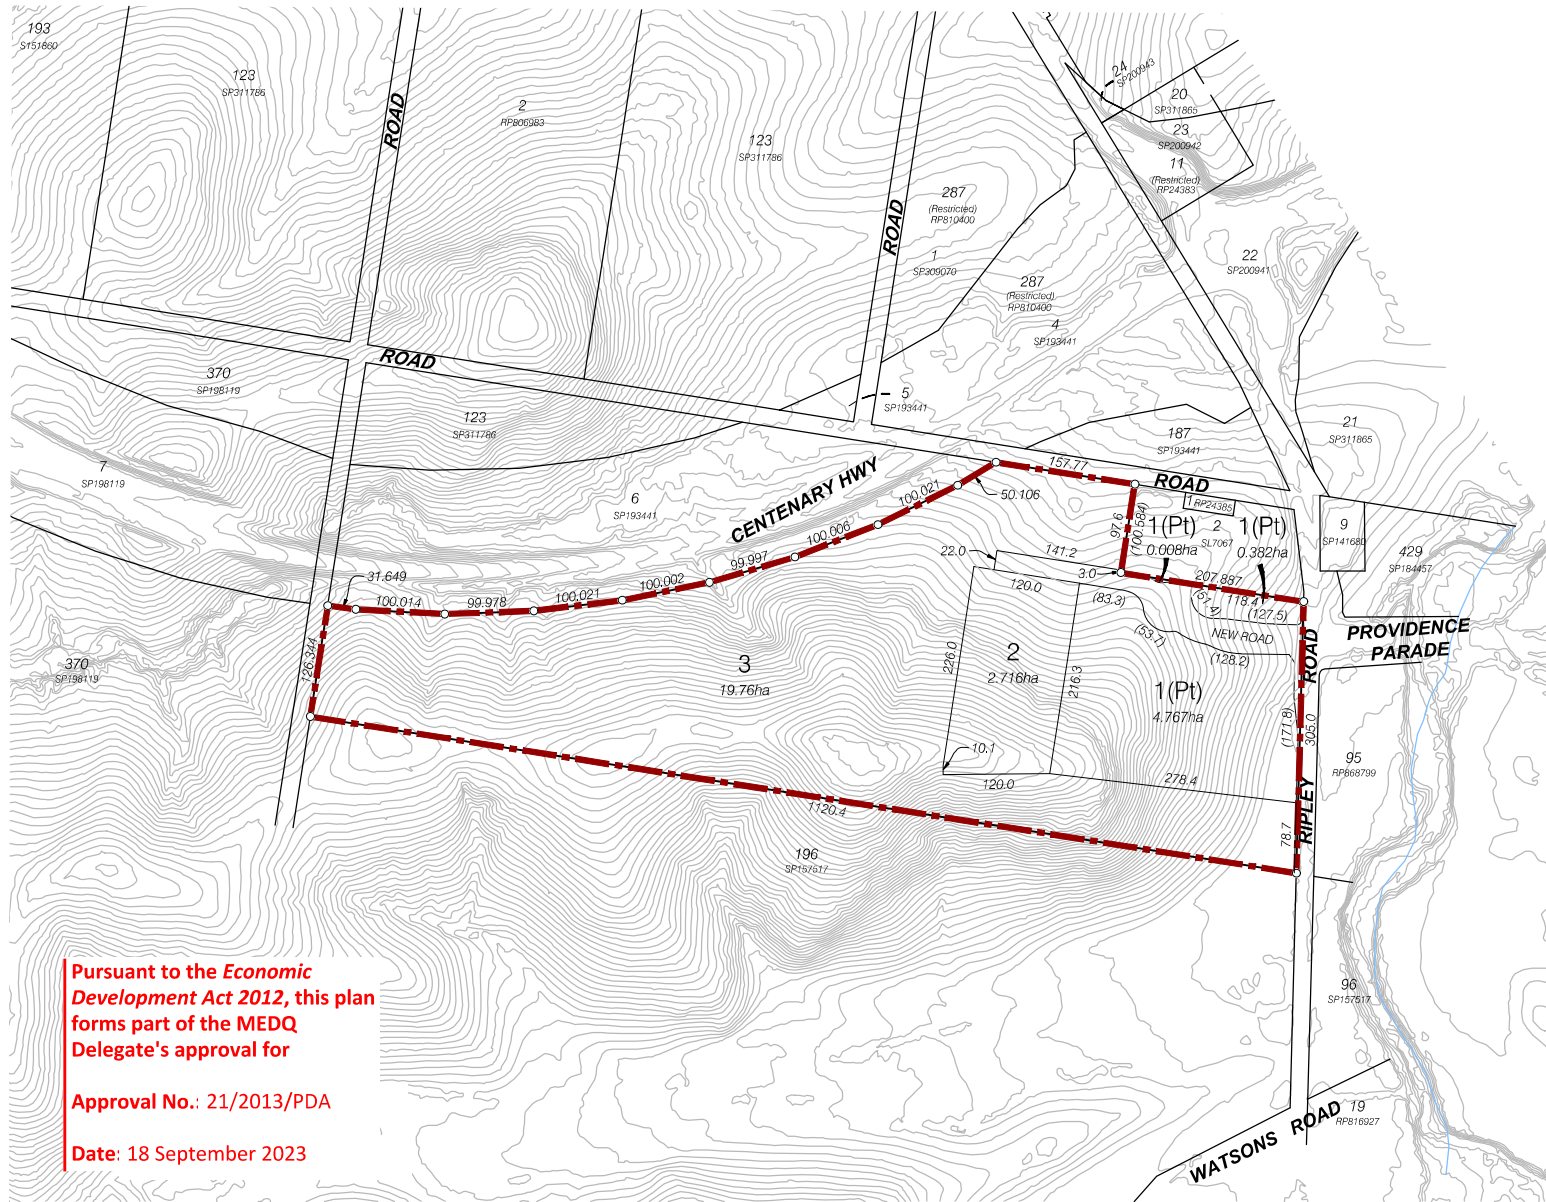 193
S151860
123
SP311786
ROAD
2
RP806983
123
SP311786
24
SP200943
20
SP311865
23
SP200942
11
(Restricted)
RP24383
287
(Restricted)
RP810400
ROAD
1
SP309070
22
SP200941
287
(Restricted)
RP810400
4
SP193441
ROAD
370
SP198119
5
SP193441
123
SP311786
187
SP193441
21
SP311865
7
SP198119
6
SP193441
CENTENARY HWY
157.77
ROAD
100.021
50.106
1 RP24385
97.6
(100.584)
1(Pt)
0.008ha
2
SL7067
1(Pt)
0.382ha
9
SP141680
429
SP184457
100.006
99.997
100.002
100.021
99.978
100.014
31.649
22.0
141.2
3.0
120.0
(83.3)
207.887
118.4
(51.4)
(127.5)
(53.7)
NEW ROAD
(128.2)
PROVIDENCE
PARADE
ROAD
126.344
370
SP198119
3
19.76ha
226.0
2
2.716ha
216.3
1(Pt)
4.767ha
(171.8)
305.0
10.1
120.0
278.4
95
RP868799
1120.4
78.7
RIPLEY
196
SP157517
96
SP157517
19
RP816927
WATSONS ROAD
Pursuant to the Economic
Development Act 2012, this plan
forms part of the MEDQ
Delegate's approval for
Approval No.: 21/2013/PDA
Date: 18 September 2023